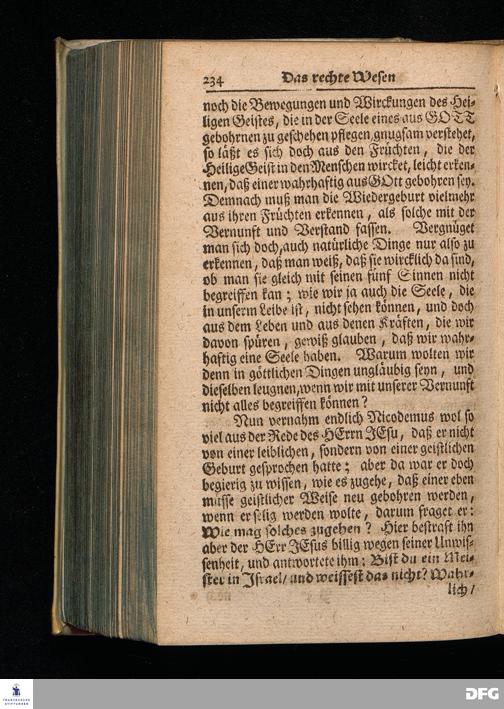 234 Das rechte Wesen
noch die Bewegungen und Wirckungen des Hei-
ligen Geistes, die in der Seele eines aus GOTT
gebohrnen zu geschehen pflegen, gnugsam verstehet,
so läßt es sich doch aus den Früchten, die der
Heilige Geist in den Menschen wircket, leicht erken-
nen, daß einer wahrhaftig aus GOtt gebohren sey.
Demnach muß man die Wiedergeburt vielmehr
aus ihren Früchten erkennen, als solche mit der
Vernunft und Verstand fassen. Vergnüget
man sich doch, auch natürliche Dinge nur also zu
erkennen, daß man weiß, daß sie wircklich da sind,
ob man sie gleich mit seinen fünf Sinnen nicht
begreiffen kan; wie wir ja auch die Seele, die
in unserm Leibe ist, nicht sehen können, und doch
aus dem Leben und aus denen Kräften, die wir
davon spüren, gewiß glauben, daß wir wahr-
haftig eine Seele haben. Warum wolten wir
denn in göttlichen Dingen ungläubig seyn, und
dieselben leugnen, wenn wir mit unserer Vernunft
nicht alles begreiffen können?
Nun vernahm endlich Nicodemus wol so
viel aus der Rede des HErrn JEsu, daß er nicht
von einer leiblichen, sondern von einer geistlichen
Geburt gesprochen hatte; aber da war er doch
begierig zu wissen, wie es zugehe, daß einer eben
müsse geistlicher Weise neu gebohren werden,
wenn er selig werden wolte, darum fraget er:
Wie mag solches zugehen? Hier bestraft ihn
aber der HErr JEsus billig wegen seiner Unwis-
senheit, und antwortete ihm: Bist du ein Mei-
ster in Israel/ und weissest das nicht? Wahr-
lich/
FRANCKESCHE
STIFTUNGEN
DFG